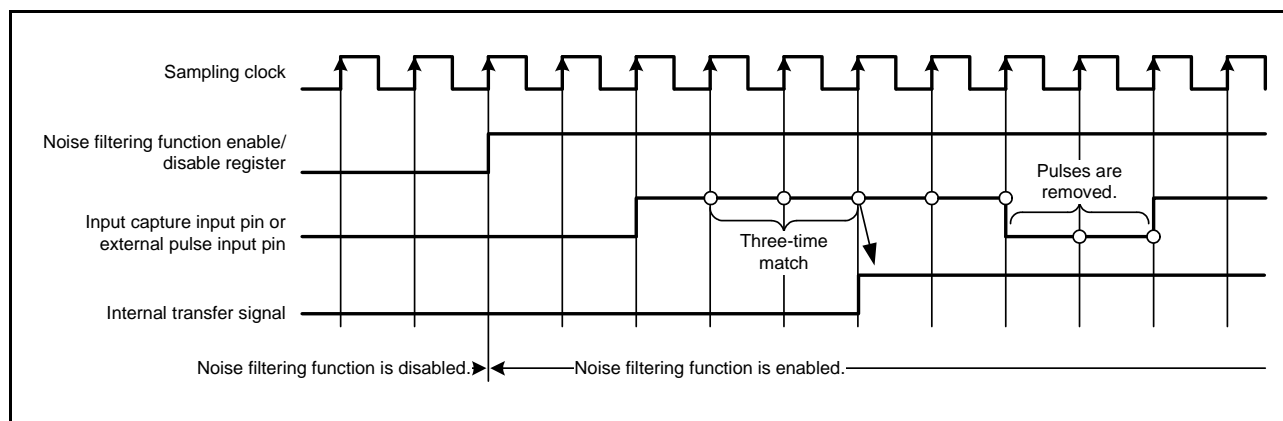 Sampling clock
Noise filtering function enable/
disable register
Pulses are
removed.
Input capture input pin or
external pulse input pin
Three-time
match
Internal transfer signal
Noise filtering function is disabled.
Noise filtering function is enabled.